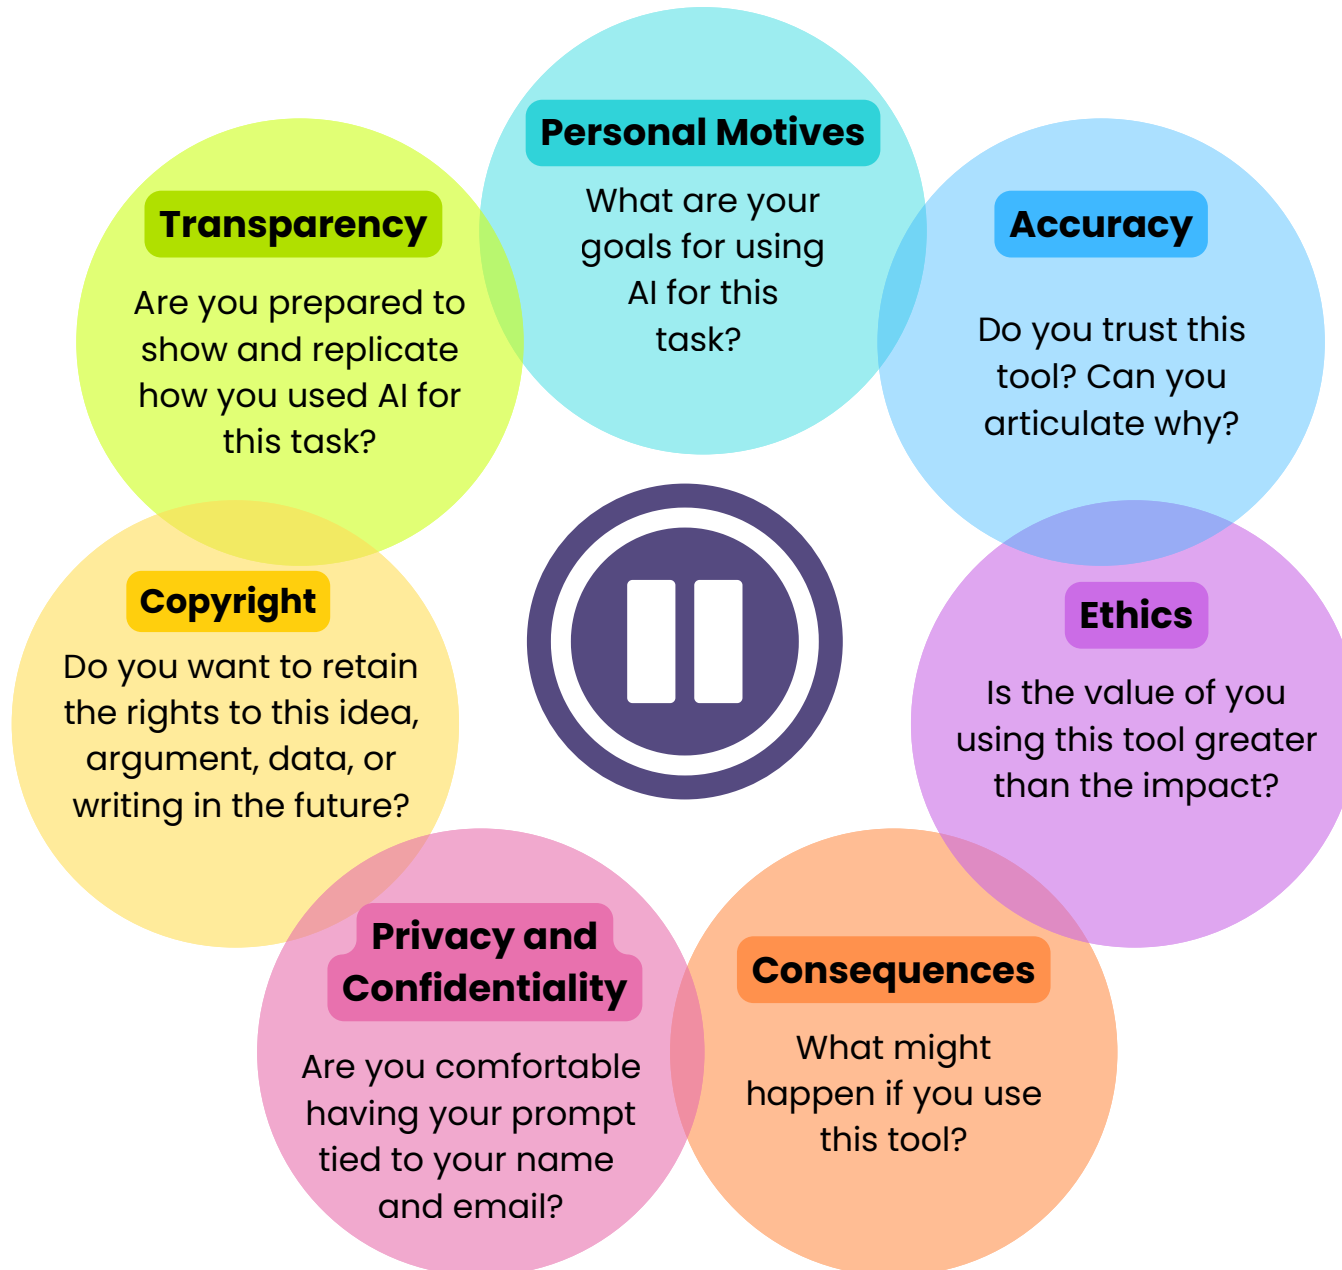 Personal Motives
What are your
goals for using
AI for this
task?
Accuracy
Do you trust this
tool? Can you
articulate why?
Ethics
Is the value of you
using this tool greater
than the impact?
Consequences
What might
happen if you use
this tool?
Privacy and
Confidentiality
Are you comfortable
having your prompt
tied to your name
and email?
Copyright
Do you want to retain
the rights to this idea,
argument, data, or
writing in the future?
Transparency
Are you prepared to
show and replicate
how you used AI for
this task?